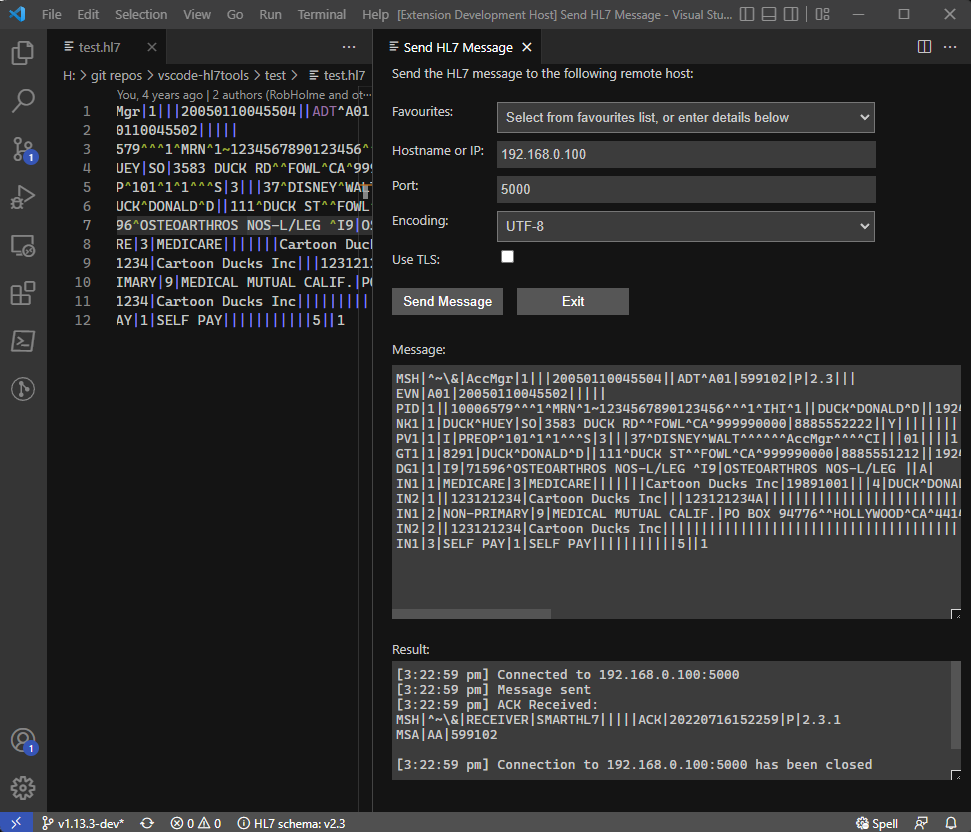 File Edit Selection View Go Run Terminal Help [Extension Development Host] Send HL7 Message - Visual Stu...
test.hl7
H: > git repos > vscode-hl7tools > test > test.hl7
You, 4 years ago | 2 authors (RobHolme and ot...
1 Mgr|1|||20050110045504||ADT^A01
2 0110045502|||||
3 579^^^1^MRN^1~1234567890123456^
4 UEY|SO|3583 DUCK RD^^FOWL^CA^999
5 P^101^1^1^^^S|3|||37^DISNEY^WALT
6 UCK^DONALD^D||111^DUCK ST^^FOWL
7 96^OSTEOARTHROS NOS-L/LEG ^I9|OS
8 RE|3|MEDICARE|||||||Cartoon Duck
9 1234|Cartoon Ducks Inc|||123121
10 IMARY|9|MEDICAL MUTUAL CALIF.|PO
11 1234|Cartoon Ducks Inc|||||||||
12 AY|1|SELF PAY|||||||||||5||1
Send HL7 Message
Send the HL7 message to the following remote host:
Favourites: Select from favourites list, or enter details below
Hostname or IP: 192.168.0.100
Port: 5000
Encoding: UTF-8
Use TLS:
Send Message Exit
Message:
MSH|^~\&|AccMgr|1|||20050110045504||ADT^A01|599102|P|2.3|||
EVN|A01|20050110045502|||||
PID|1||10006579^^^1^MRN^1~1234567890123456^^^1^IHI^1||DUCK^DONALD^D||1924
NK1|1|DUCK^HUEY|SO|3583 DUCK RD^^FOWL^CA^999990000|8885552222||Y||||||||
PV1|1|I|PREOP^101^1^1^^^S|3|||37^DISNEY^WALT^^^^^^AccMgr^^^^CI|||01||||1
GT1|1|8291|DUCK^DONALD^D||111^DUCK ST^^FOWL^CA^999990000|8885551212||1924
DG1|1|I9|71596^OSTEOARTHROS NOS-L/LEG ^I9|OSTEOARTHROS NOS-L/LEG ||A|
IN1|1|MEDICARE|3|MEDICARE|||||||Cartoon Ducks Inc|19891001|||4|DUCK^DONA
IN2|1||123121234|Cartoon Ducks Inc|||123121234A||||||||||||||||||||||||
IN1|2|NON-PRIMARY|9|MEDICAL MUTUAL CALIF.|PO BOX 94776^^HOLLYWOOD^CA^4414
IN2|2||123121234|Cartoon Ducks Inc|||||||||||||||||||||||||||||||||||||
IN1|3|SELF PAY|1|SELF PAY|||||||||||5||1
Result:
[3:22:59 pm] Connected to 192.168.0.100:5000
[3:22:59 pm] Message sent
[3:22:59 pm] ACK Received:
MSH|^~\&|RECEIVER|SMARTHL7|||||ACK|20220716152259|P|2.3.1
MSA|AA|599102
[3:22:59 pm] Connection to 192.168.0.100:5000 has been closed
1
1
v1.13.3-dev* 0 0 HL7 schema: v2.3 Spell